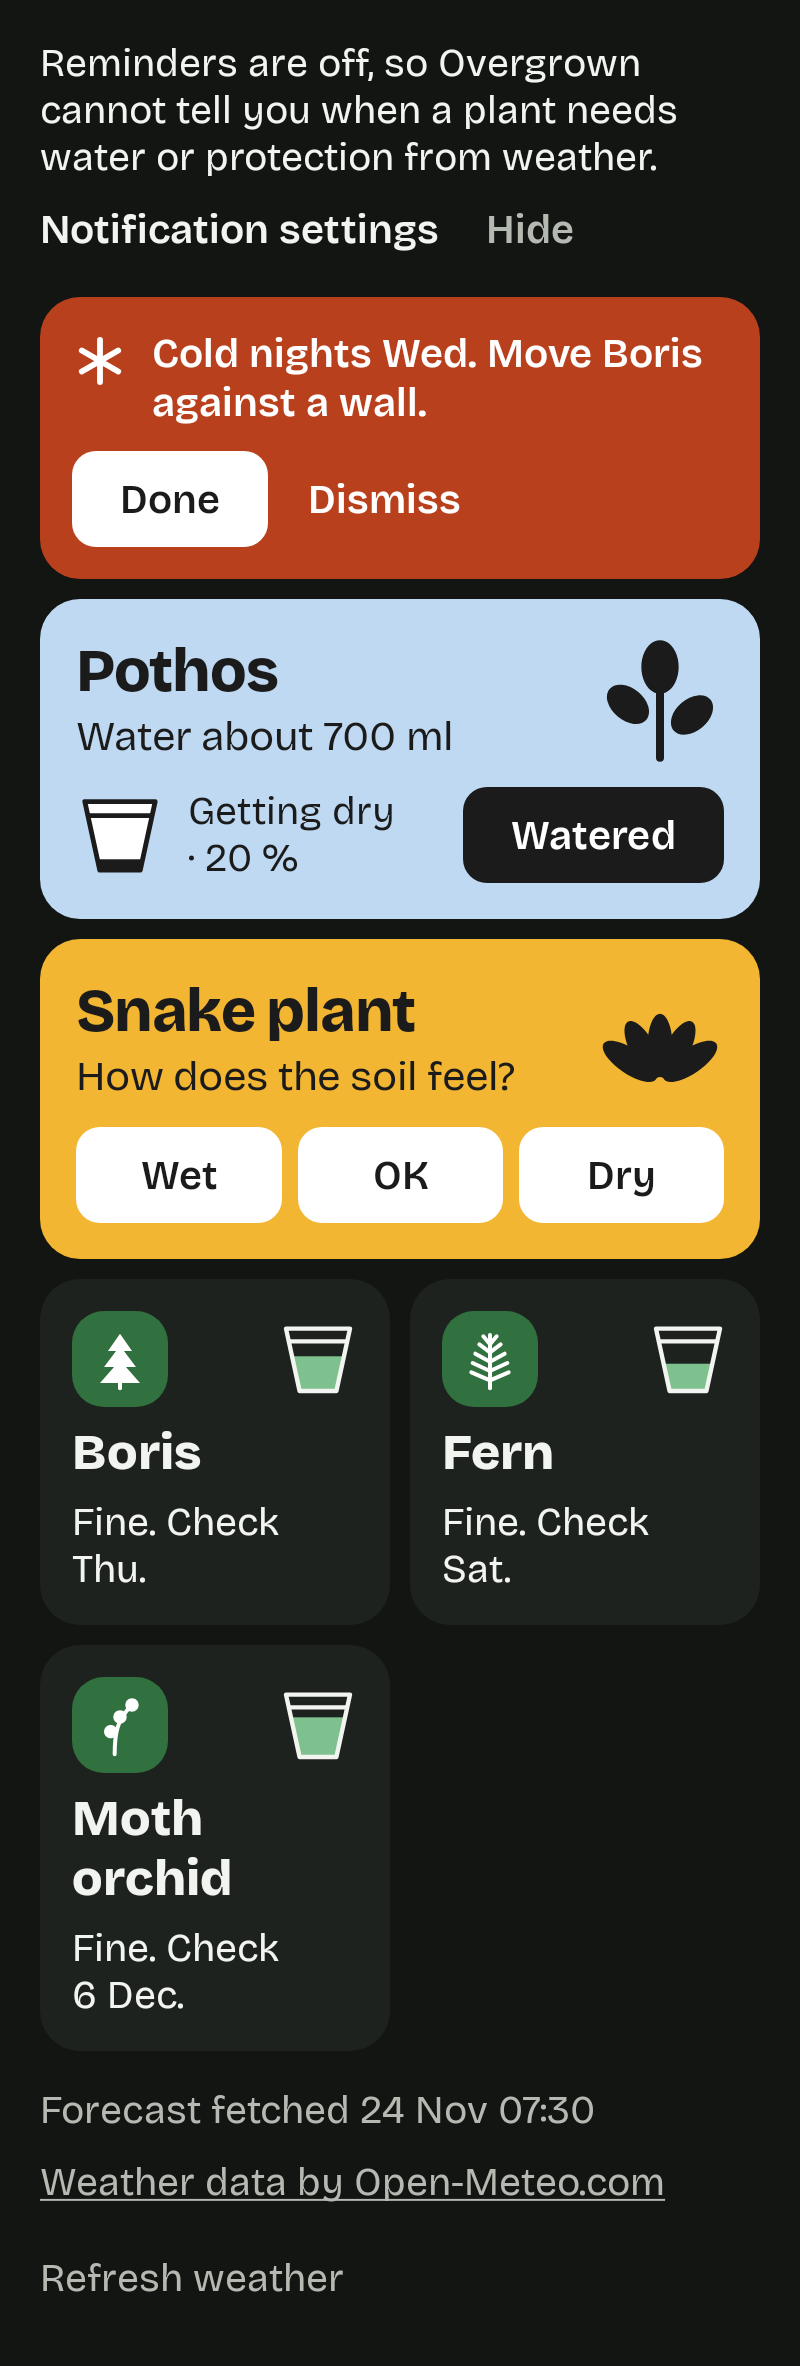 Reminders are off, so Overgrown
cannot tell you when a plant needs
water or protection from weather.
Notification settings Hide
Cold nights Wed. Move Boris
against a wall.
Done Dismiss
Pothos
Water about 700 ml
Getting dry
· 20 %
Watered
Snake plant
How does the soil feel?
Wet OK Dry
Boris
Fine. Check
Thu.
Fern
Fine. Check
Sat.
Moth
orchid
Fine. Check
6 Dec.
Forecast fetched 24 Nov 07:30
Weather data by Open-Meteo.com
Refresh weather